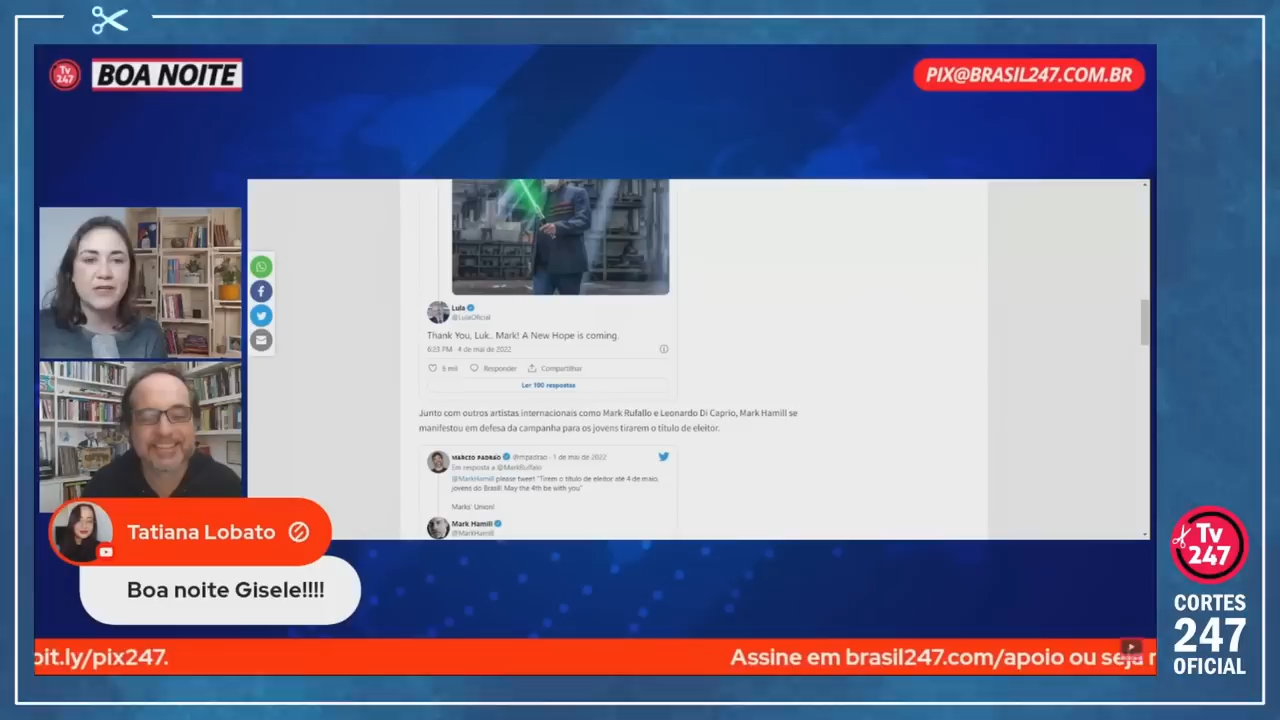 Tv
247
BOA NOITE
PIX@BRASIL247.COM.BR
Lula
@LulaOficial
Thank You, Luk.. Mark! A New Hope is coming.
6:23 PM · 4 de mai de 2022
6 mil Responder Compartilhar
Ler 190 respostas
Junto com outros artistas internacionais como Mark Rufallo e Leonardo Di Caprio, Mark Hamill se
manifestou em defesa da campanha para os jovens tirarem o título de eleitor.
MÁRCIO PADRÃO @mpadrao · 1 de mai de 2022
Em resposta a @MarkRuffalo
@MarkHamill please tweet "Tirem o título de eleitor até 4 de maio,
jovens do Brasil! May the 4th be with you"
Marks' Union!
Mark Hamill
@MarkHamill
Tatiana Lobato
Boa noite Gisele!!!!
bit.ly/pix247.
Assine em brasil247.com/apoio ou seja
Tv
247
CORTES
247
OFICIAL